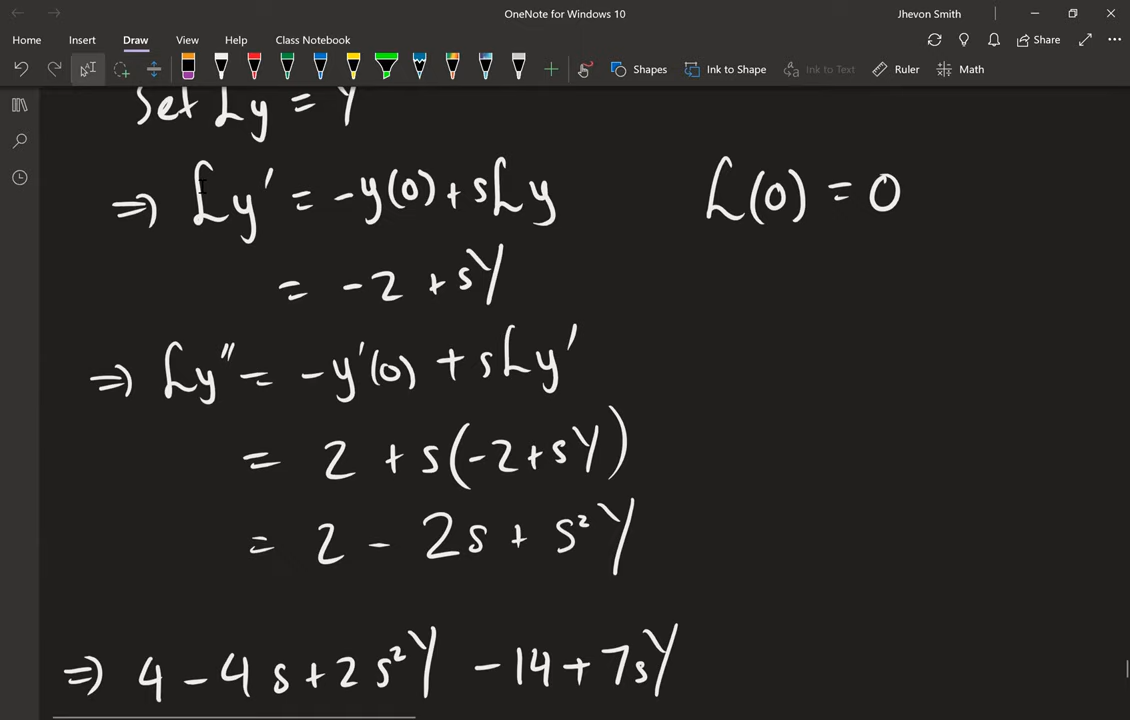 OneNote for Windows 10
Jhevon Smith
Home Insert Draw View Help Class Notebook
Share
Shapes Ink to Shape Ink to Text Ruler Math
Set Ly = Y
⇒ Ly' = -y(0) + sLy
L(0) = 0
= -2 + sY
⇒ Ly" = -y'(0) + sLy'
= 2 + s(-2+sY)
= 2 - 2s + s²Y
⇒ 4 - 4s + 2s²Y - 14 + 7sY